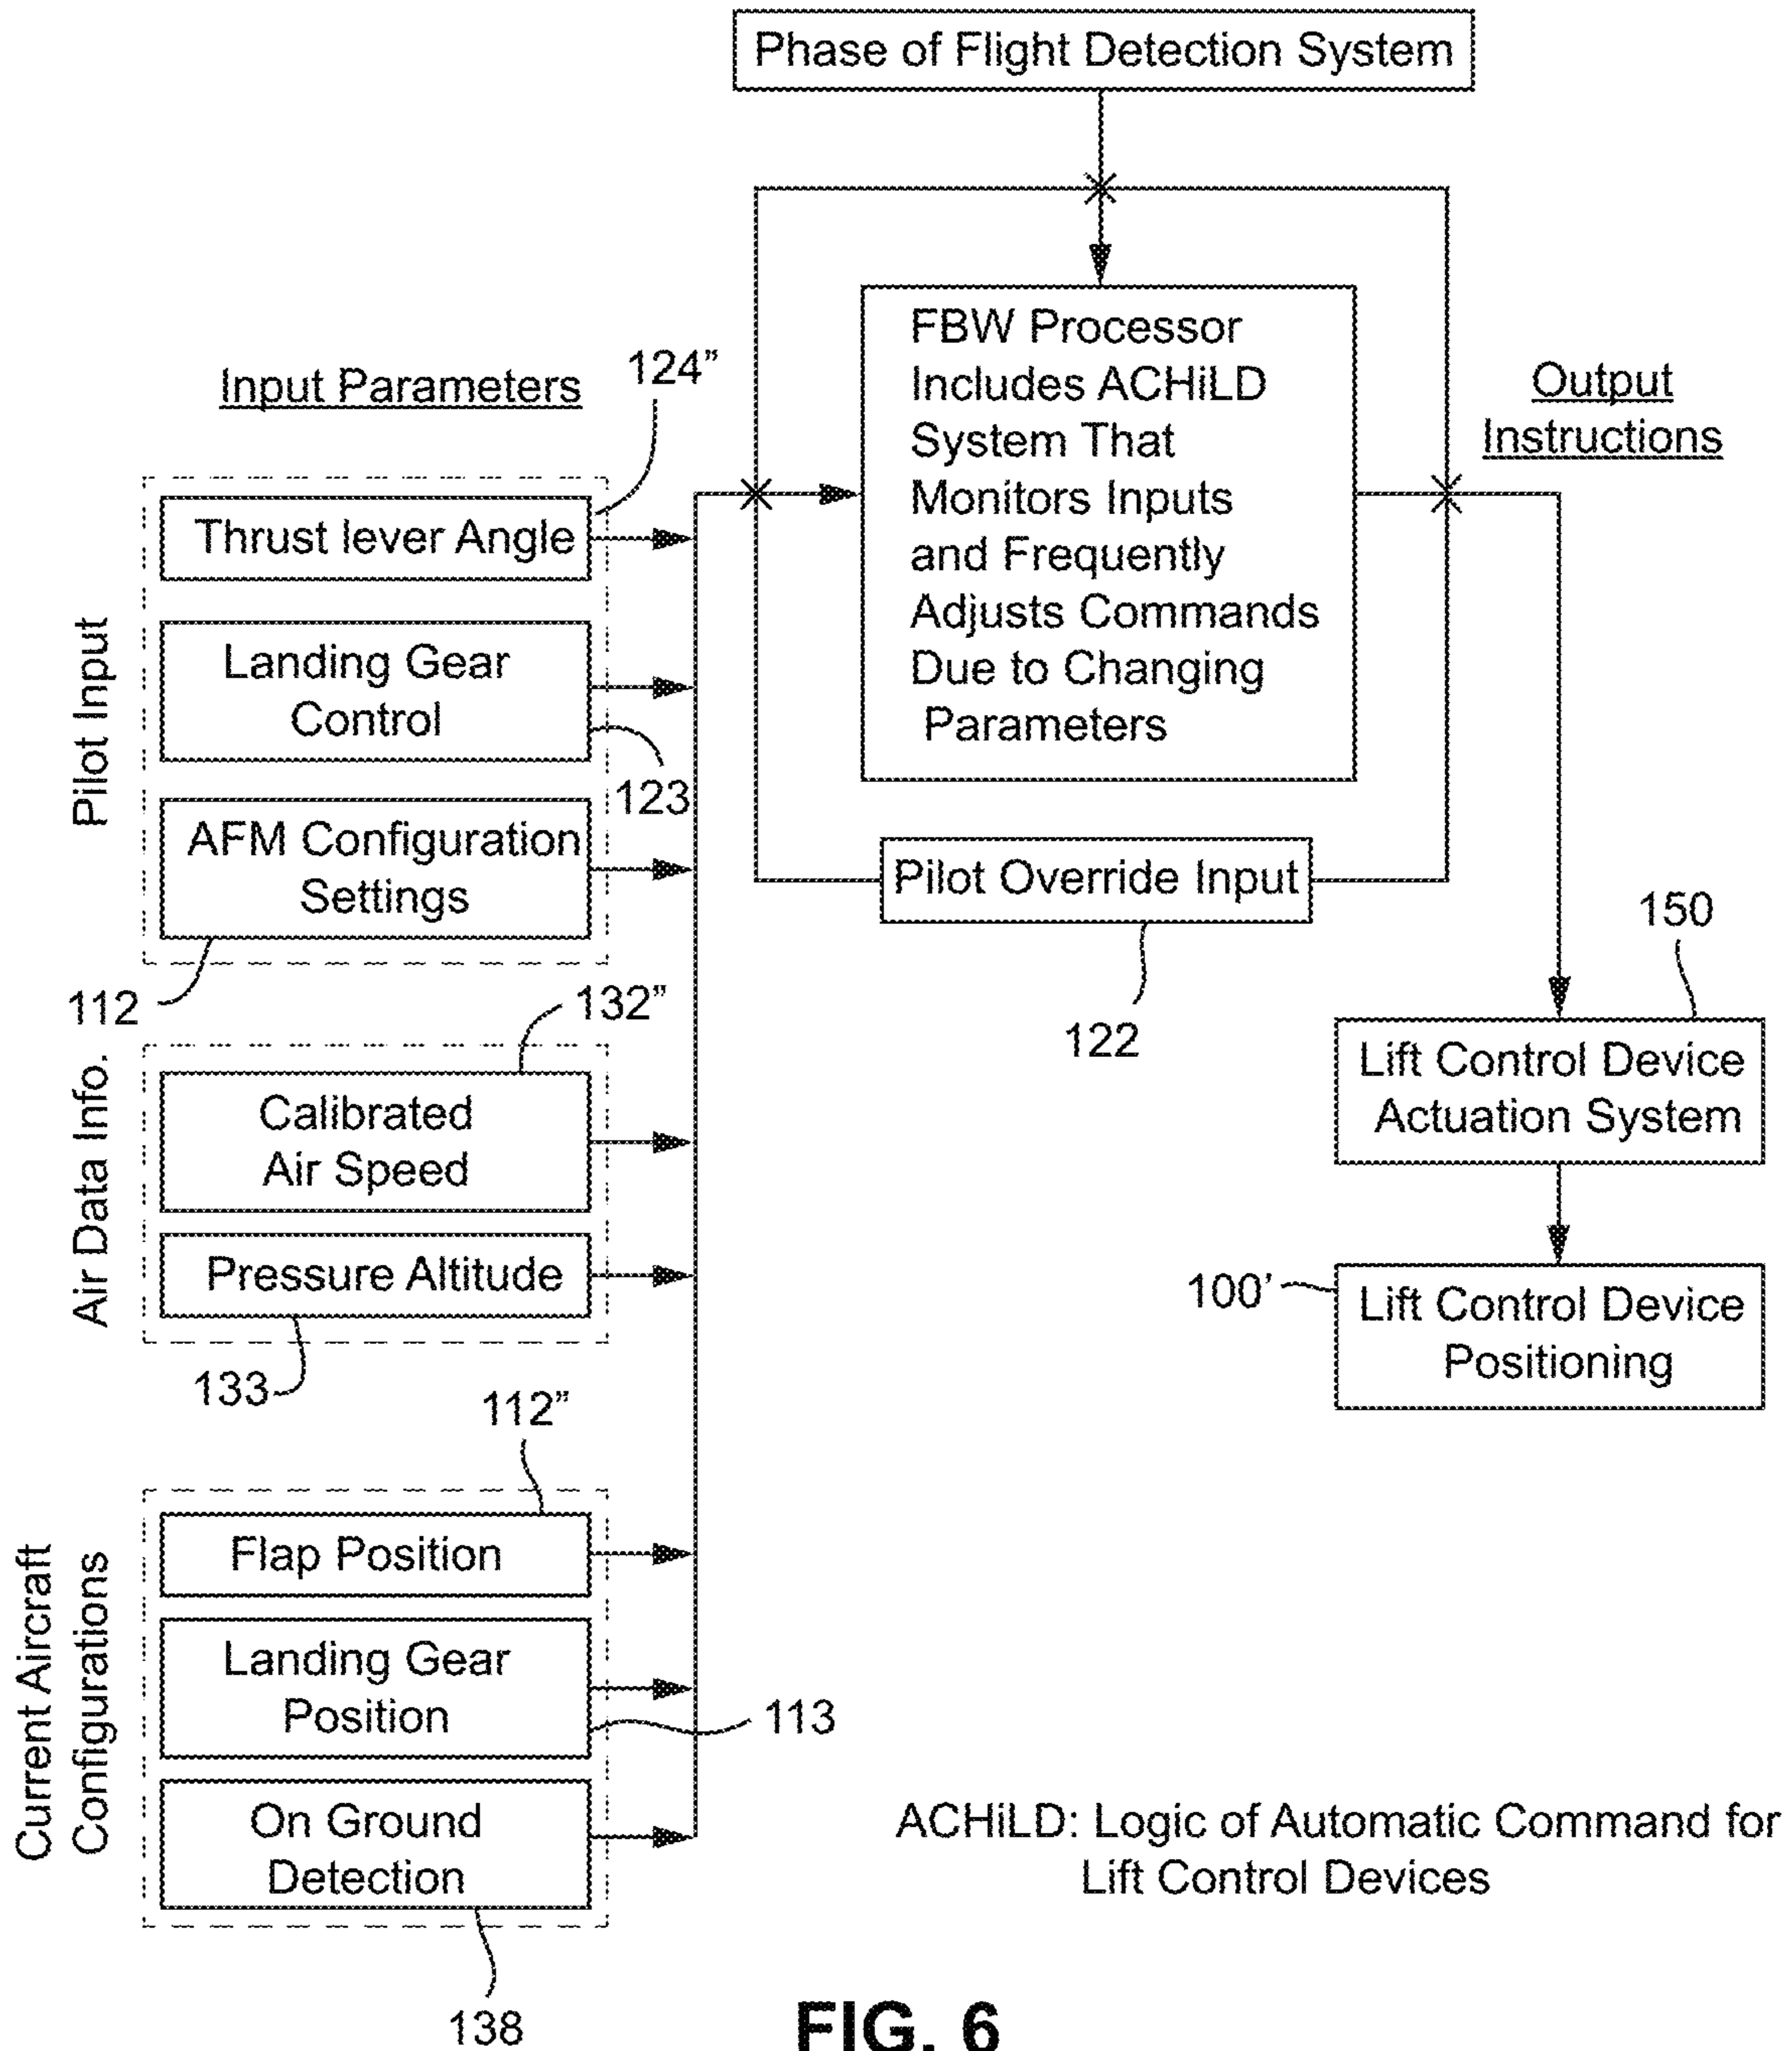 Phase of Flight Detection System
FBW Processor
Includes ACHiLD
System That
Monitors Inputs
and Frequently
Adjusts Commands
Due to Changing
Parameters
Output
Instructions
Input Parameters
124”
Pilot Input
Thrust lever Angle
Landing Gear
Control
123
AFM Configuration
Settings
112
Pilot Override Input
122
150
Lift Control Device
Actuation System
100’
Lift Control Device
Positioning
Air Data Info.
132”
Calibrated
Air Speed
Pressure Altitude
133
112”
Current Aircraft
Configurations
Flap Position
Landing Gear
Position
113
On Ground
Detection
138
ACHiLD: Logic of Automatic Command for
Lift Control Devices
FIG. 6